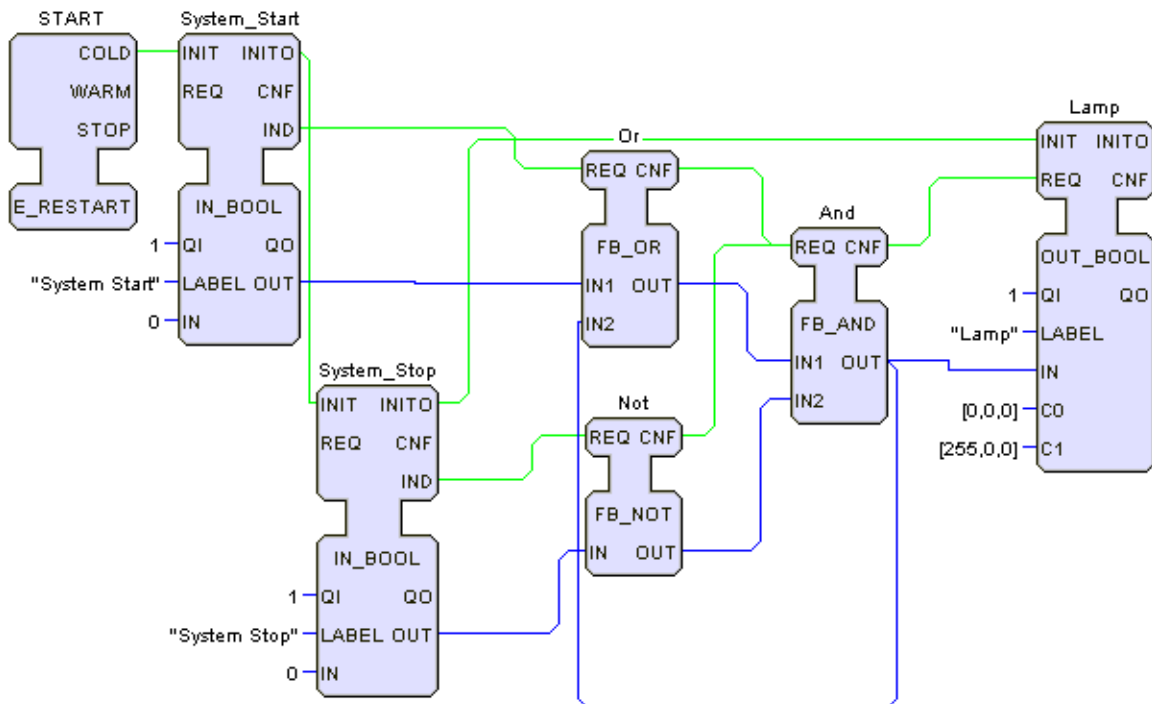 START
COLD
WARM
STOP
E_RESTART
System_Start
INIT INITO
REQ CNF
IND
IN_BOOL
1 QI QO
"System Start" LABEL OUT
0 IN
System_Stop
INIT INITO
REQ CNF
IND
IN_BOOL
1 QI QO
"System Stop" LABEL OUT
0 IN
Or
REQ CNF
FB_OR
IN1 OUT
IN2
Not
REQ CNF
FB_NOT
IN OUT
And
REQ CNF
FB_AND
IN1 OUT
IN2
Lamp
INIT INITO
REQ CNF
OUT_BOOL
1 QI QO
"Lamp" LABEL
IN
[0,0,0] C0
[255,0,0] C1